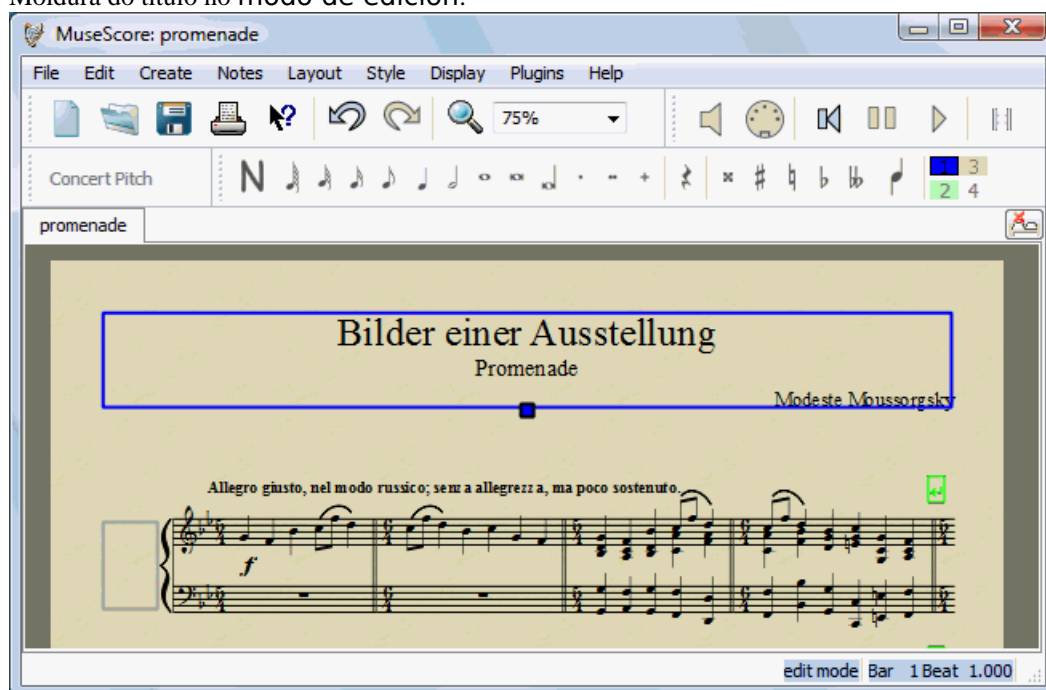 Moldura do título no modo de edición.
MuseScore: promenade
File Edit Create Notes Layout Style Display Plugins Help
75%
Concert Pitch
1 3
2 4
promenade
Bilder einer Ausstellung
Promenade
Modeste Moussorgsky
Allegro giusto, nel modo russico; senza allegrezza, ma poco sostenuto.
f
edit mode Bar 1 Beat 1.000